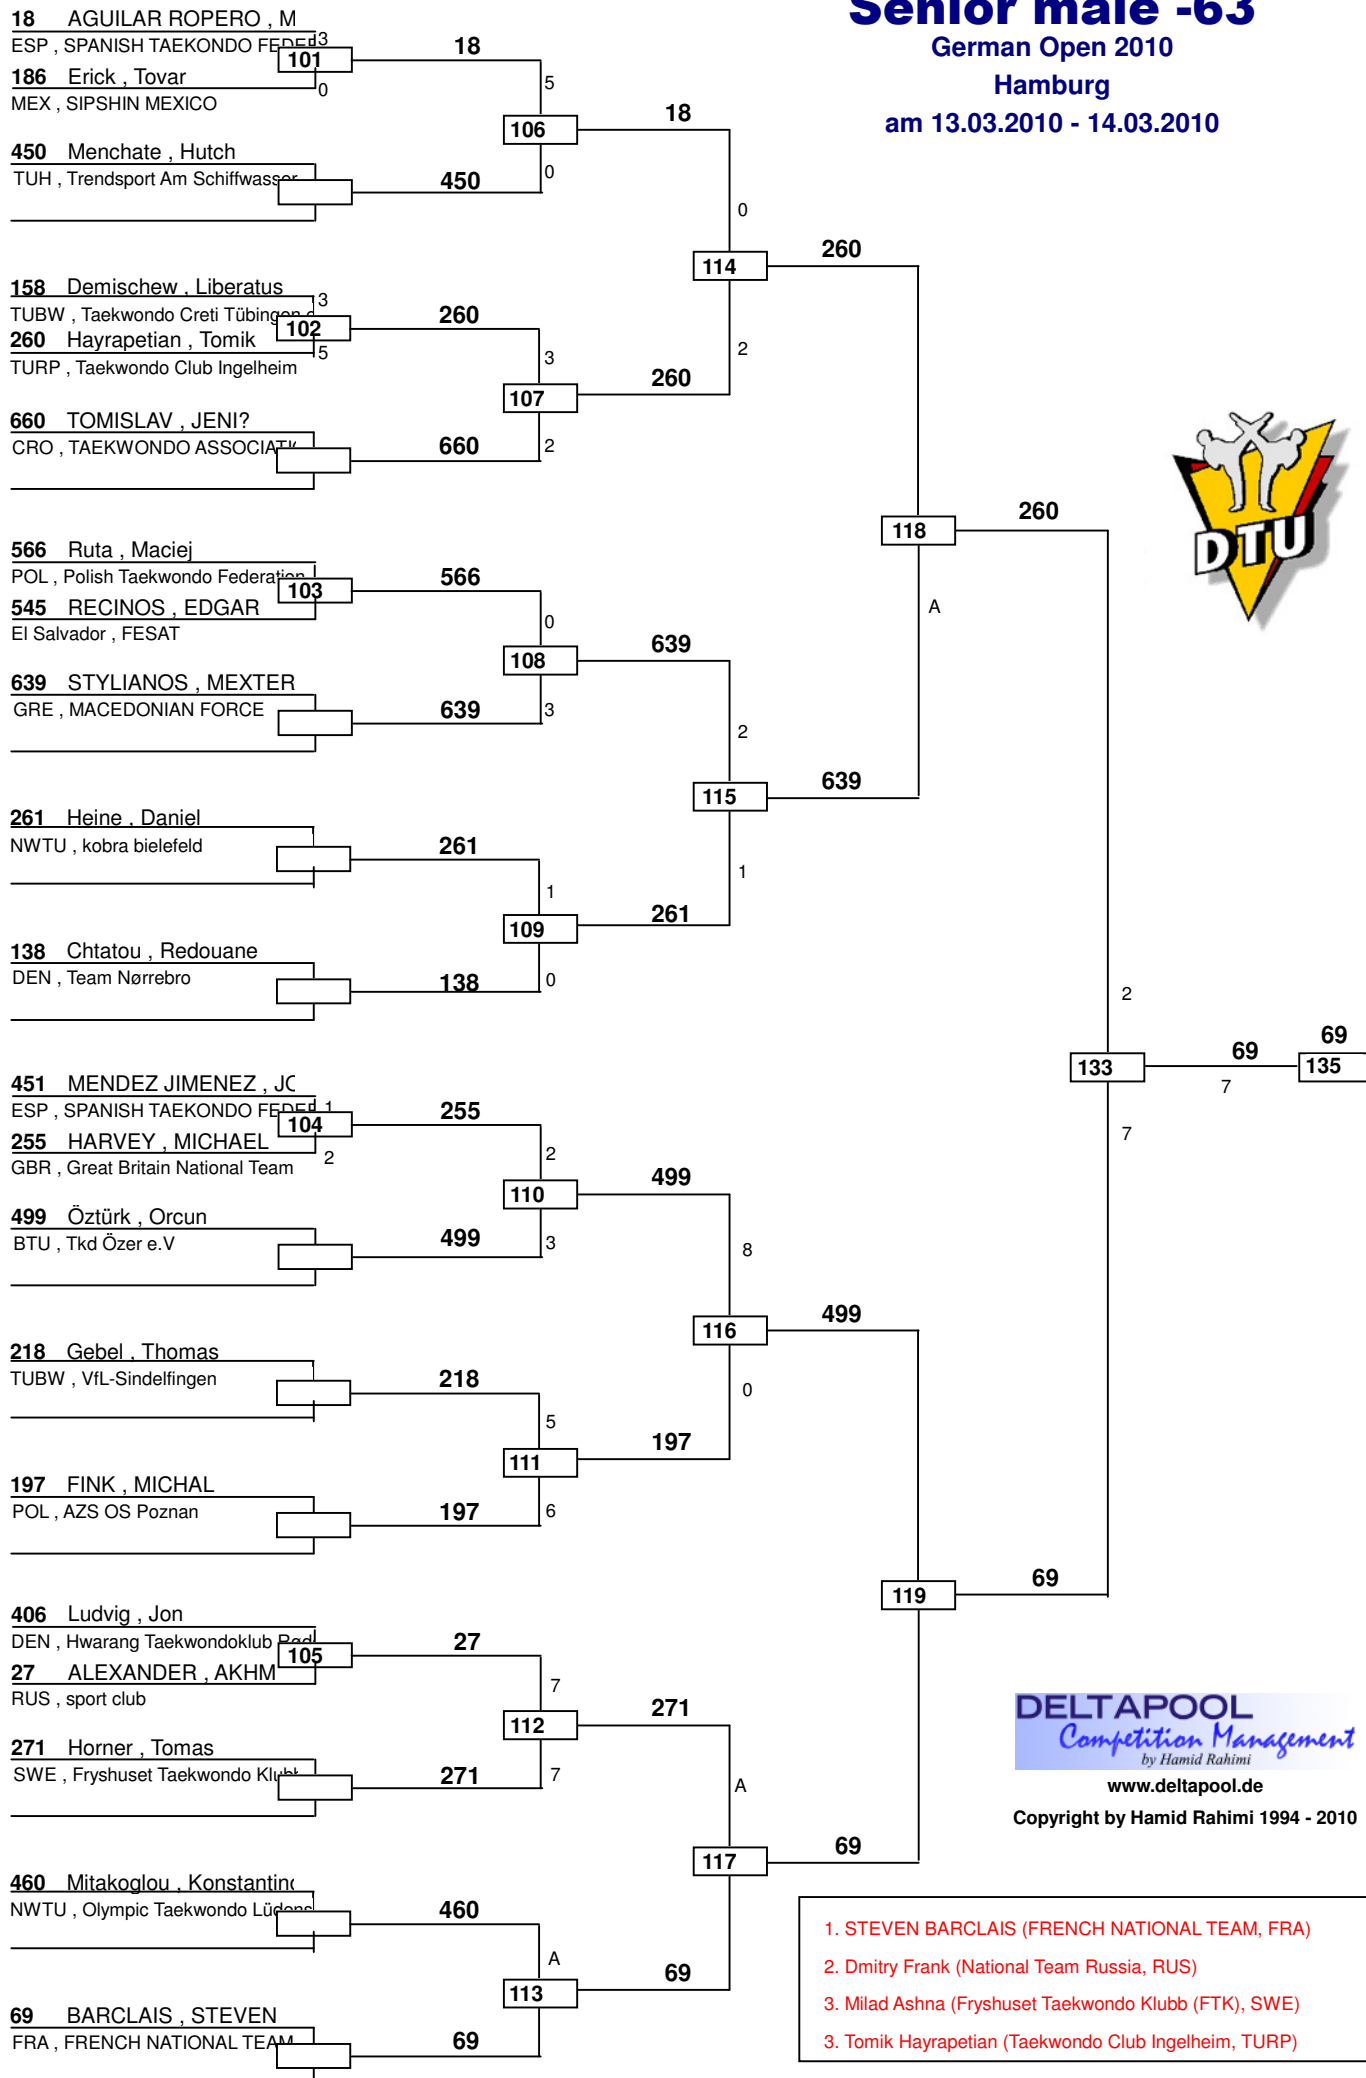 Senior male -63
German Open 2010
Hamburg
am 13.03.2010 - 14.03.2010
18 AGUILAR ROPERO , M
ESP , SPANISH TAEKONDO FEDER
3
101
18
186 Erick , Tovar
0
MEX , SIPSHIN MEXICO
5
106
18
450 Menchate , Hutch
TUH , Trendsport Am Schiffwasser
450
0
0
114
260
158 Demischew , Liberatus
TUBW , Taekwondo Creti Tübingen e
3
102
260
260 Hayrapetian , Tomik
5
TURP , Taekwondo Club Ingelheim
3
2
107
260
660 TOMISLAV , JENI?
CRO , TAEKWONDO ASSOCIATI
660
2
118
260
566 Ruta , Maciej
POL , Polish Taekwondo Federation
103
566
545 RECINOS , EDGAR
El Salvador , FESAT
0
A
108
639
639 STYLIANOS , MEXTER
GRE , MACEDONIAN FORCE
639
3
2
115
639
261 Heine , Daniel
NWTU , kobra bielefeld
261
1
1
109
261
138 Chtatou , Redouane
DEN , Team Nørrebro
138
0
2
133
69
7
69
135
7
451 MENDEZ JIMENEZ , JO
ESP , SPANISH TAEKONDO FEDER
1
104
255
255 HARVEY , MICHAEL
2
GBR , Great Britain National Team
2
110
499
499 Öztürk , Orcun
BTU , Tkd Özer e.V
499
3
8
116
499
218 Gebel , Thomas
TUBW , VfL-Sindelfingen
218
0
5
111
197
197 FINK , MICHAL
POL , AZS OS Poznan
197
6
119
69
406 Ludvig , Jon
DEN , Hwarang Taekwondoklub Rød
105
27
27 ALEXANDER , AKHM
RUS , sport club
7
112
271
271 Horner , Tomas
SWE , Fryshuset Taekwondo Klubb
271
7
A
117
69
460 Mitakoglou , Konstantino
NWTU , Olympic Taekwondo Lüdens
460
A
113
69
69 BARCLAIS , STEVEN
FRA , FRENCH NATIONAL TEAM
69
DTU
DELTAPOOL
Competition Management
by Hamid Rahimi
www.deltapool.de
Copyright by Hamid Rahimi 1994 - 2010
1. STEVEN BARCLAIS (FRENCH NATIONAL TEAM, FRA)
2. Dmitry Frank (National Team Russia, RUS)
3. Milad Ashna (Fryshuset Taekwondo Klubb (FTK), SWE)
3. Tomik Hayrapetian (Taekwondo Club Ingelheim, TURP)